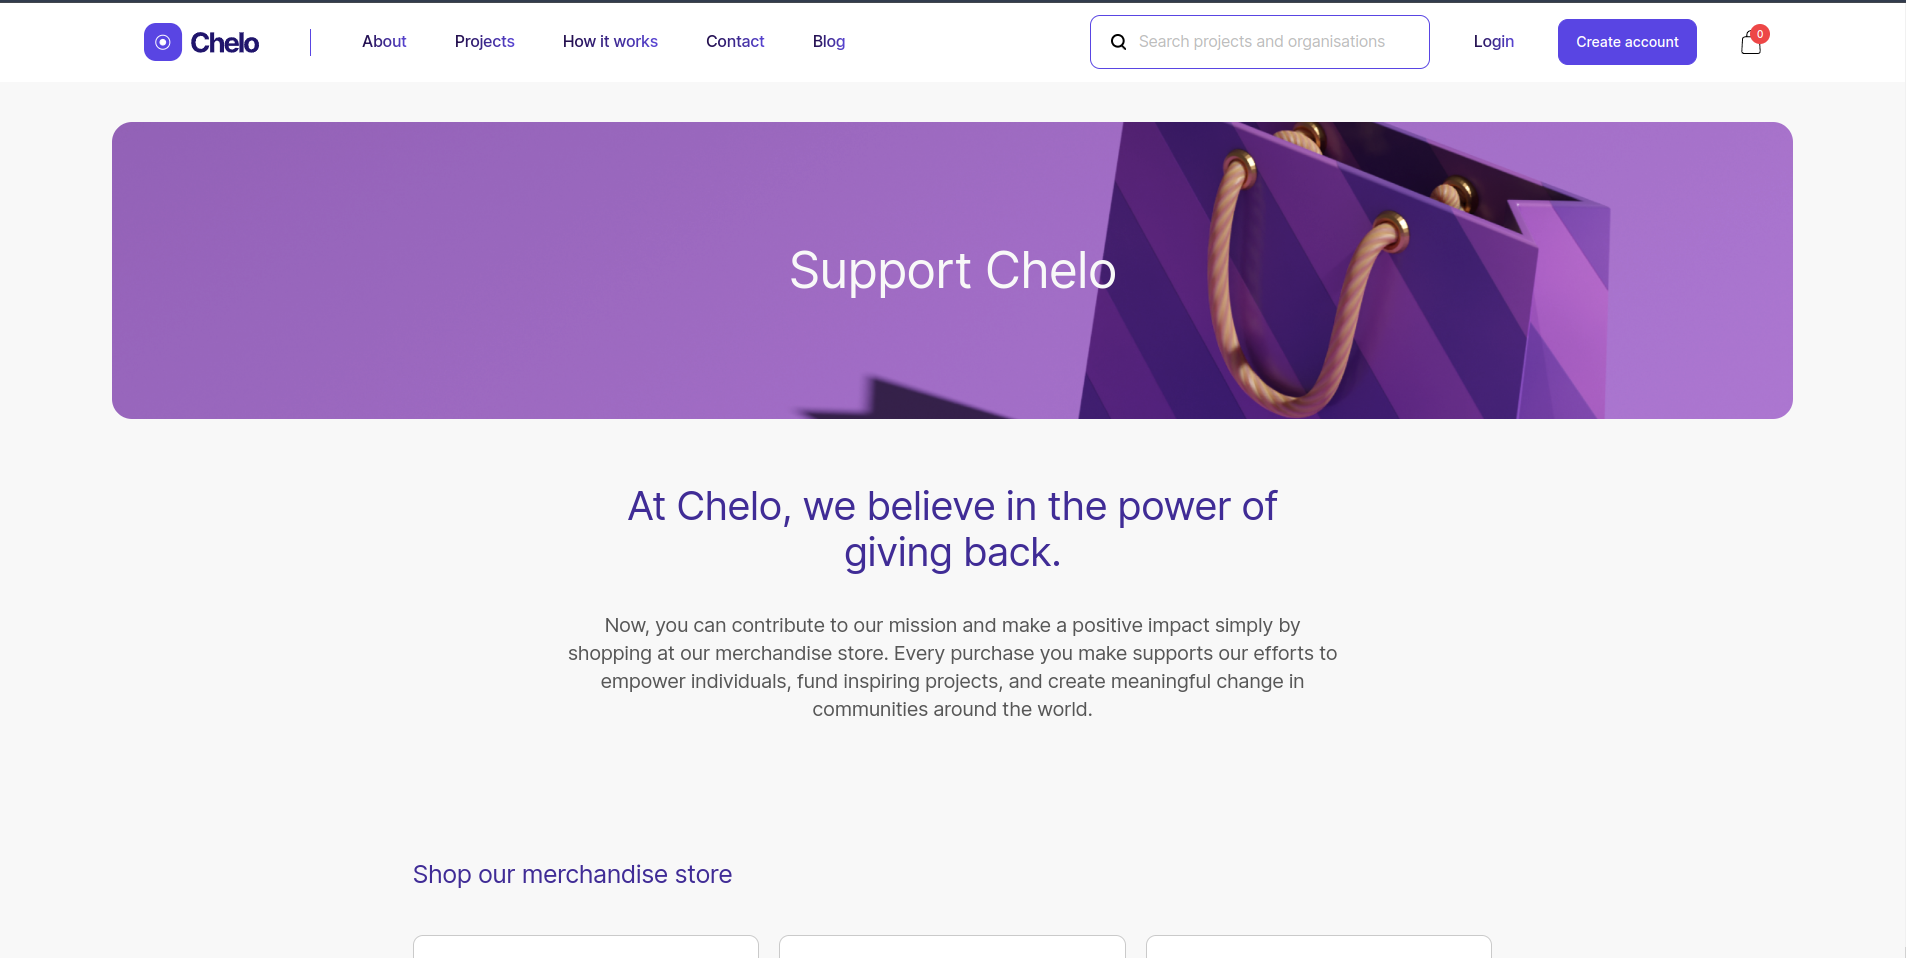 Chelo
About
Projects
How it works
Contact
Blog
Search projects and organisations
Login
Create account
0
Support Chelo
At Chelo, we believe in the power of
giving back.
Now, you can contribute to our mission and make a positive impact simply by
shopping at our merchandise store. Every purchase you make supports our efforts to
empower individuals, fund inspiring projects, and create meaningful change in
communities around the world.
Shop our merchandise store